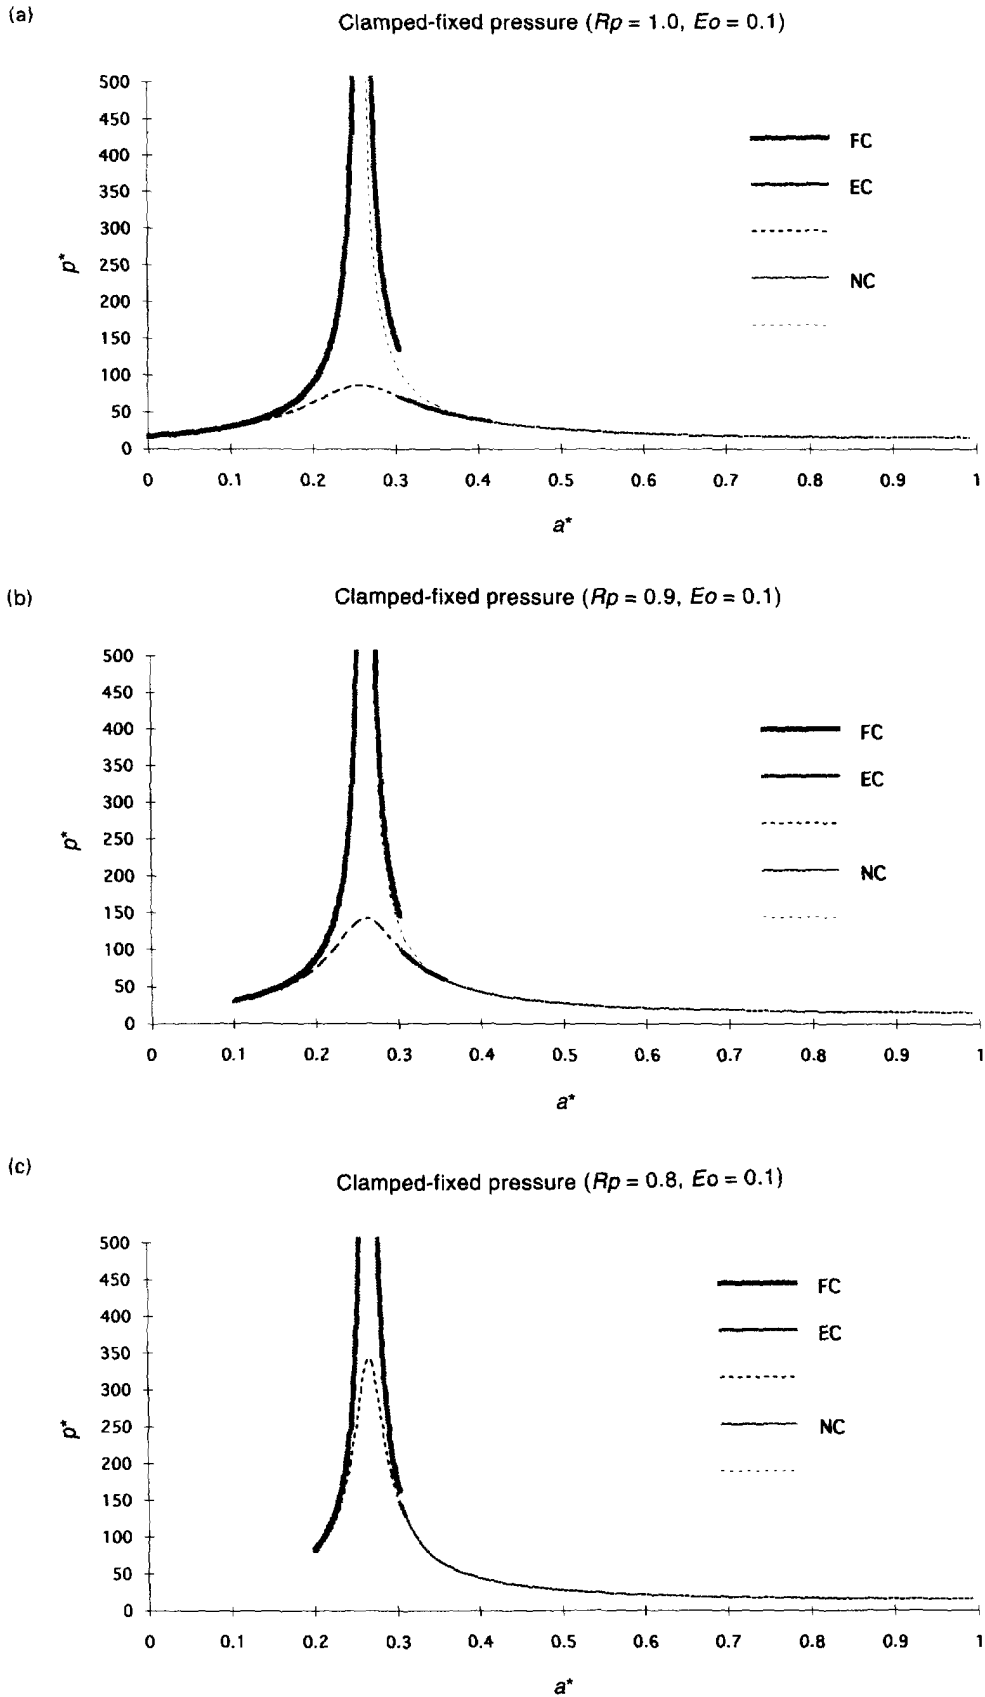 (a)
Clamped-fixed pressure (Rp = 1.0, Eo = 0.1)
500
450
400
350
300
250
200
150
100
50
0
p*
FC
EC
NC
0 0.1 0.2 0.3 0.4 0.5 0.6 0.7 0.8 0.9 1
a*
(b)
Clamped-fixed pressure (Rp = 0.9, Eo = 0.1)
500
450
400
350
300
250
200
150
100
50
0
p*
FC
EC
NC
0 0.1 0.2 0.3 0.4 0.5 0.6 0.7 0.8 0.9 1
a*
(c)
Clamped-fixed pressure (Rp = 0.8, Eo = 0.1)
500
450
400
350
300
250
200
150
100
50
0
p*
FC
EC
NC
0 0.1 0.2 0.3 0.4 0.5 0.6 0.7 0.8 0.9 1
a*